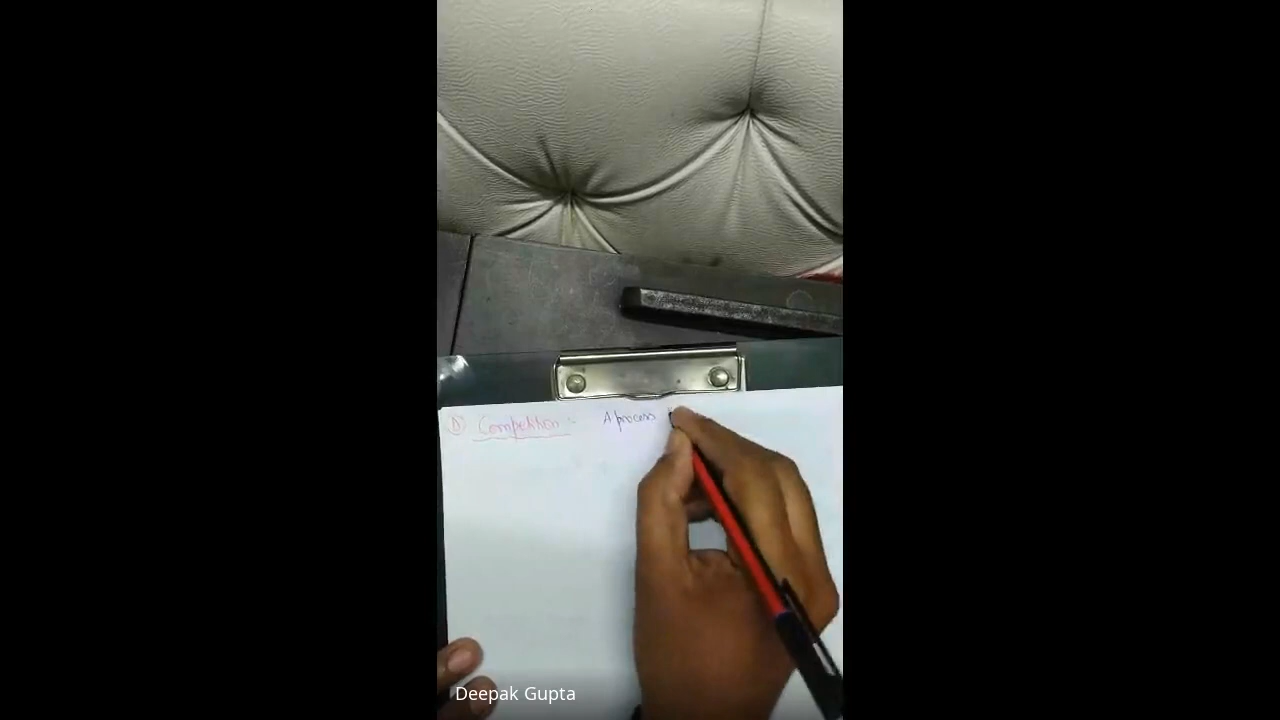 D) Competition :- A process
Deepak Gupta